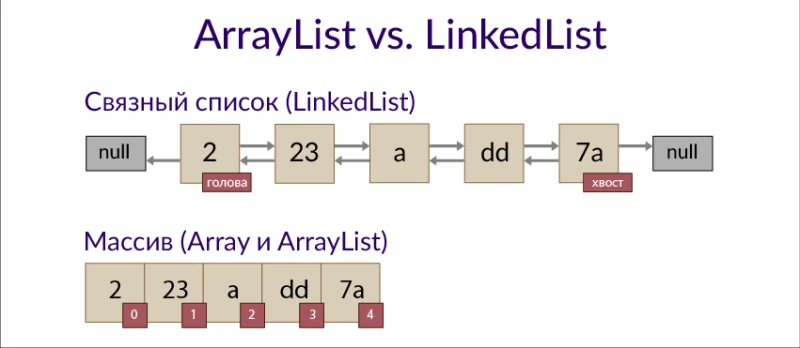 ArrayList vs. LinkedList
Связный список (LinkedList)
null 2 23 a dd 7a null
голова хвост
Массив (Array и ArrayList)
2 23 a dd 7a
0 1 2 3 4